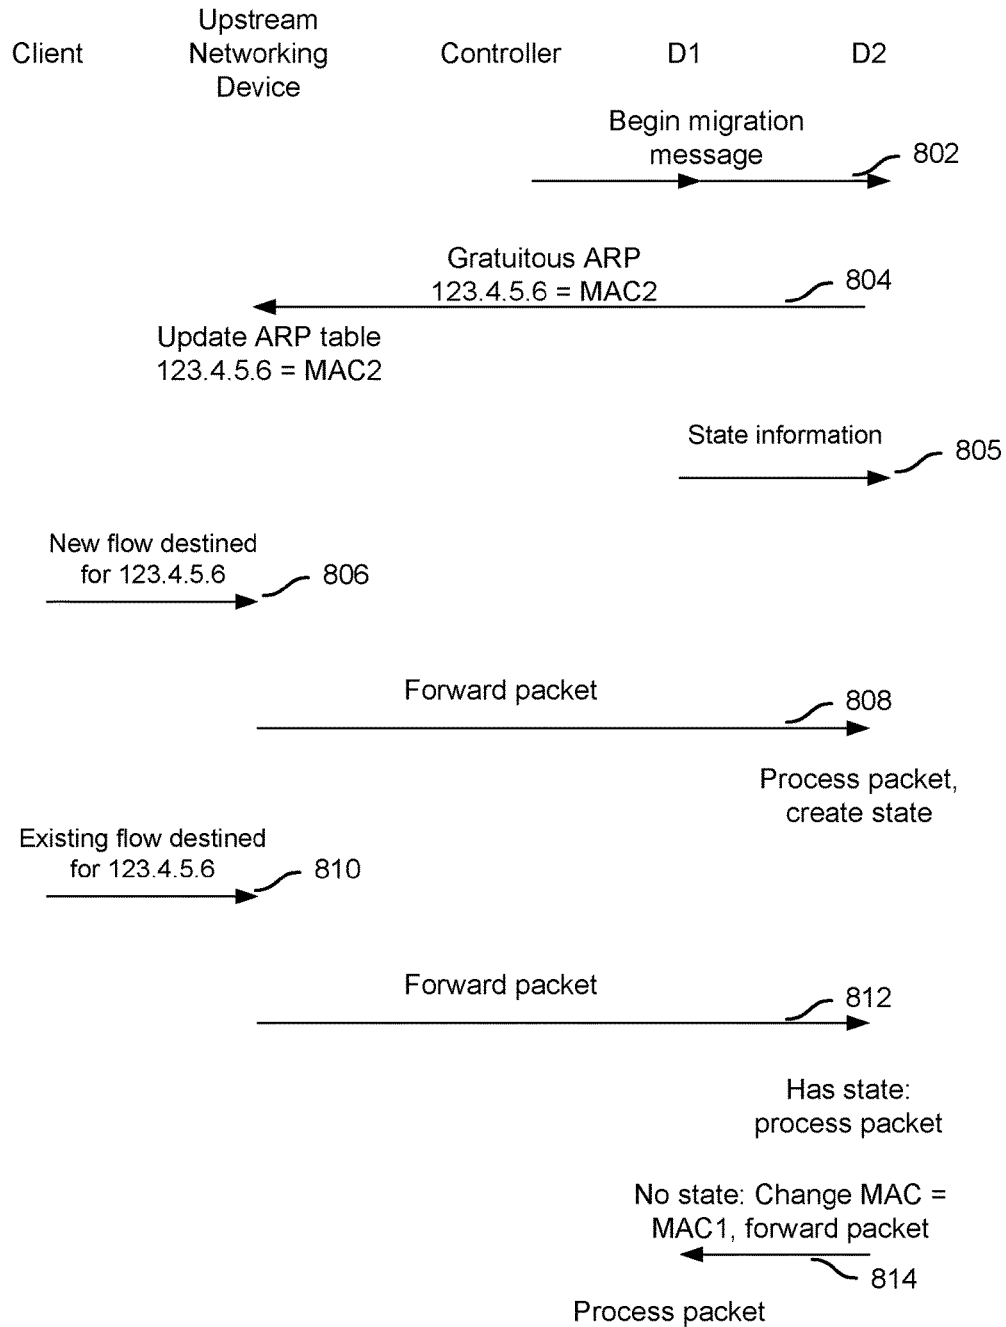 Client
Upstream
Networking
Device
Controller
D1
D2
Begin migration
message
802
Gratuitous ARP
123.4.5.6 = MAC2
804
Update ARP table
123.4.5.6 = MAC2
State information
805
New flow destined
for 123.4.5.6
806
Forward packet
808
Process packet,
create state
Existing flow destined
for 123.4.5.6
810
Forward packet
812
Has state:
process packet
No state: Change MAC =
MAC1, forward packet
814
Process packet